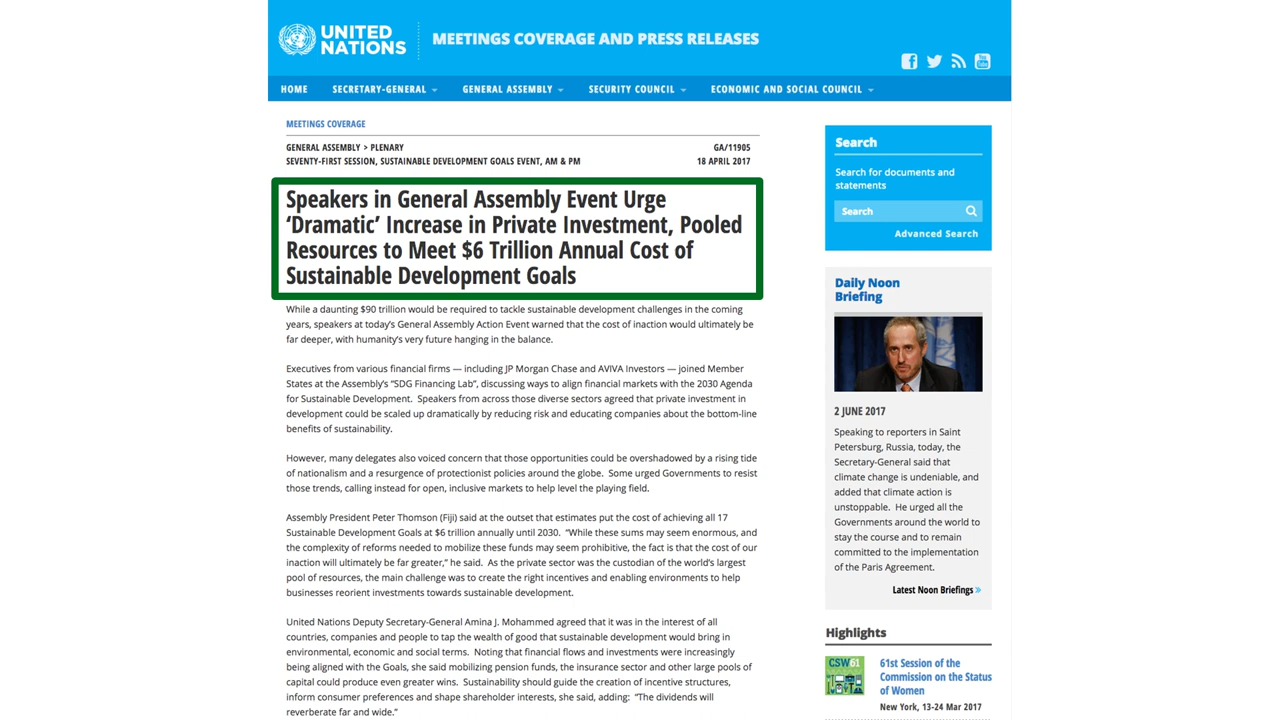 UNITED
NATIONS
MEETINGS COVERAGE AND PRESS RELEASES
HOME
SECRETARY-GENERAL
GENERAL ASSEMBLY
SECURITY COUNCIL
ECONOMIC AND SOCIAL COUNCIL
MEETINGS COVERAGE
GENERAL ASSEMBLY > PLENARY
GA/11905
SEVENTY-FIRST SESSION, SUSTAINABLE DEVELOPMENT GOALS EVENT, AM & PM
18 APRIL 2017
Speakers in General Assembly Event Urge
‘Dramatic’ Increase in Private Investment, Pooled
Resources to Meet $6 Trillion Annual Cost of
Sustainable Development Goals
While a daunting $90 trillion would be required to tackle sustainable development challenges in the coming
years, speakers at today’s General Assembly Action Event warned that the cost of inaction would ultimately be
far deeper, with humanity’s very future hanging in the balance.
Executives from various financial firms — including JP Morgan Chase and AVIVA Investors — joined Member
States at the Assembly’s “SDG Financing Lab”, discussing ways to align financial markets with the 2030 Agenda
for Sustainable Development.  Speakers from across those diverse sectors agreed that private investment in
development could be scaled up dramatically by reducing risk and educating companies about the bottom-line
benefits of sustainability.
However, many delegates also voiced concern that those opportunities could be overshadowed by a rising tide
of nationalism and a resurgence of protectionist policies around the globe.  Some urged Governments to resist
those trends, calling instead for open, inclusive markets to help level the playing field.
Assembly President Peter Thomson (Fiji) said at the outset that estimates put the cost of achieving all 17
Sustainable Development Goals at $6 trillion annually until 2030.  “While these sums may seem enormous, and
the complexity of reforms needed to mobilize these funds may seem prohibitive, the fact is that the cost of our
inaction will ultimately be far greater,” he said.  As the private sector was the custodian of the world’s largest
pool of resources, the main challenge was to create the right incentives and enabling environments to help
businesses reorient investments towards sustainable development.
United Nations Deputy Secretary-General Amina J. Mohammed agreed that it was in the interest of all
countries, companies and people to tap the wealth of good that sustainable development would bring in
environmental, economic and social terms.  Noting that financial flows and investments were increasingly
being aligned with the Goals, she said mobilizing pension funds, the insurance sector and other large pools of
capital could produce even greater wins.  Sustainability should guide the creation of incentive structures,
inform consumer preferences and shape shareholder interests, she said, adding:  “The dividends will
reverberate far and wide.”
Search
Search for documents and
statements
Search
Advanced Search
Daily Noon
Briefing
2 JUNE 2017
Speaking to reporters in Saint
Petersburg, Russia, today, the
Secretary-General said that
climate change is undeniable, and
added that climate action is
unstoppable.  He urged all the
Governments around the world to
stay the course and to remain
committed to the implementation
of the Paris Agreement.
Latest Noon Briefings »
Highlights
CSW61
61st Session of the
Commission on the Status
of Women
New York, 13-24 Mar 2017